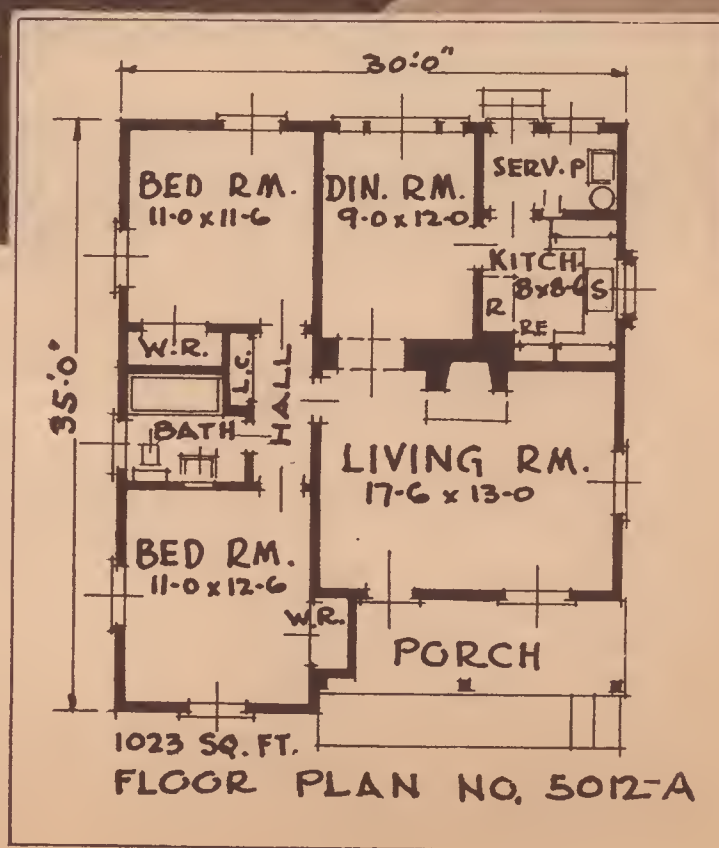 30'-0"
BED RM.
11-0 x 11-6
DIN. RM.
9-0 x 12-0
SERV. P
KITCH.
8x8-6
S
R
RE
W.R.
L.C.
HALL
35'-0"
BATH
LIVING RM.
17-6 x 13-0
BED RM.
11-0 x 12-6
W.R.
PORCH
1023 SQ. FT.
FLOOR PLAN NO. 5012-A